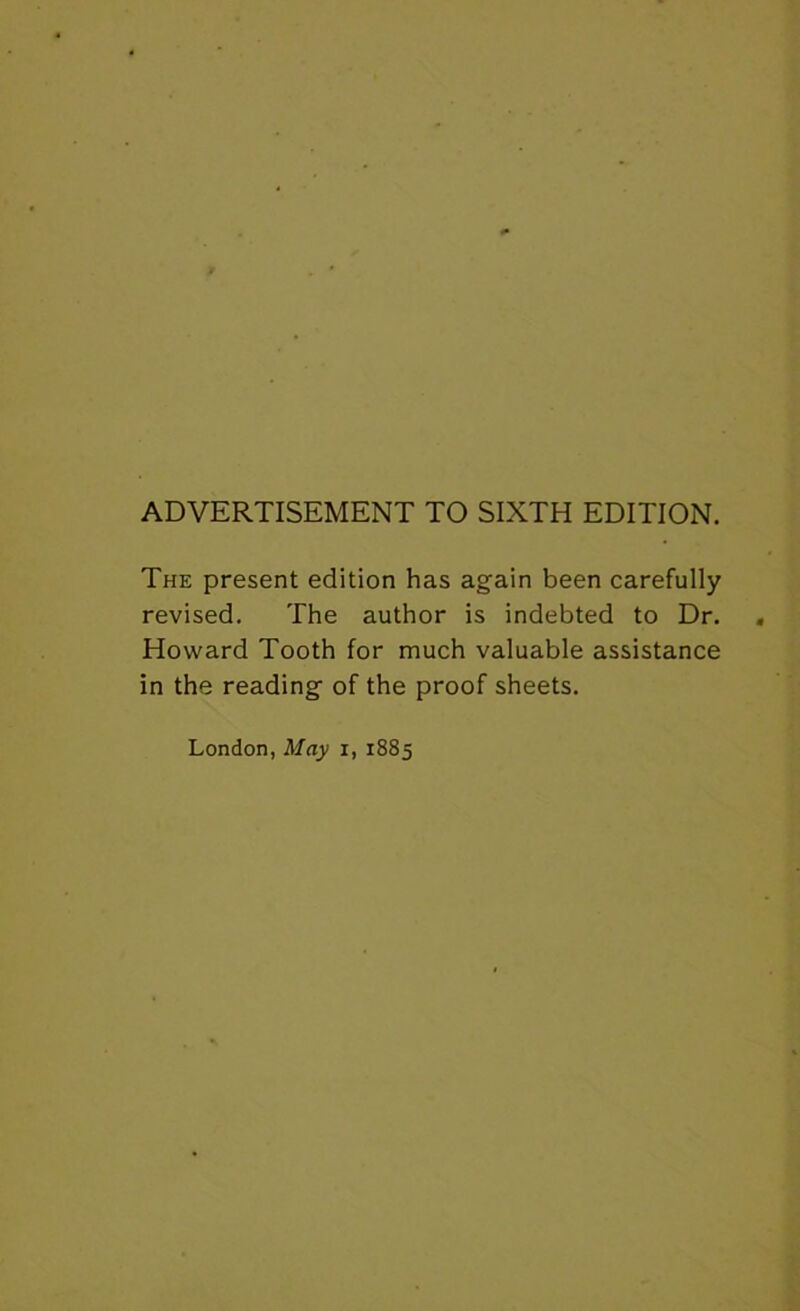 ADVERTISEMENT TO SIXTH EDITION.
The present edition has again been carefully
revised. The author is indebted to Dr.
Howard Tooth for much valuable assistance
in the reading of the proof sheets.
London, May 1, 1885